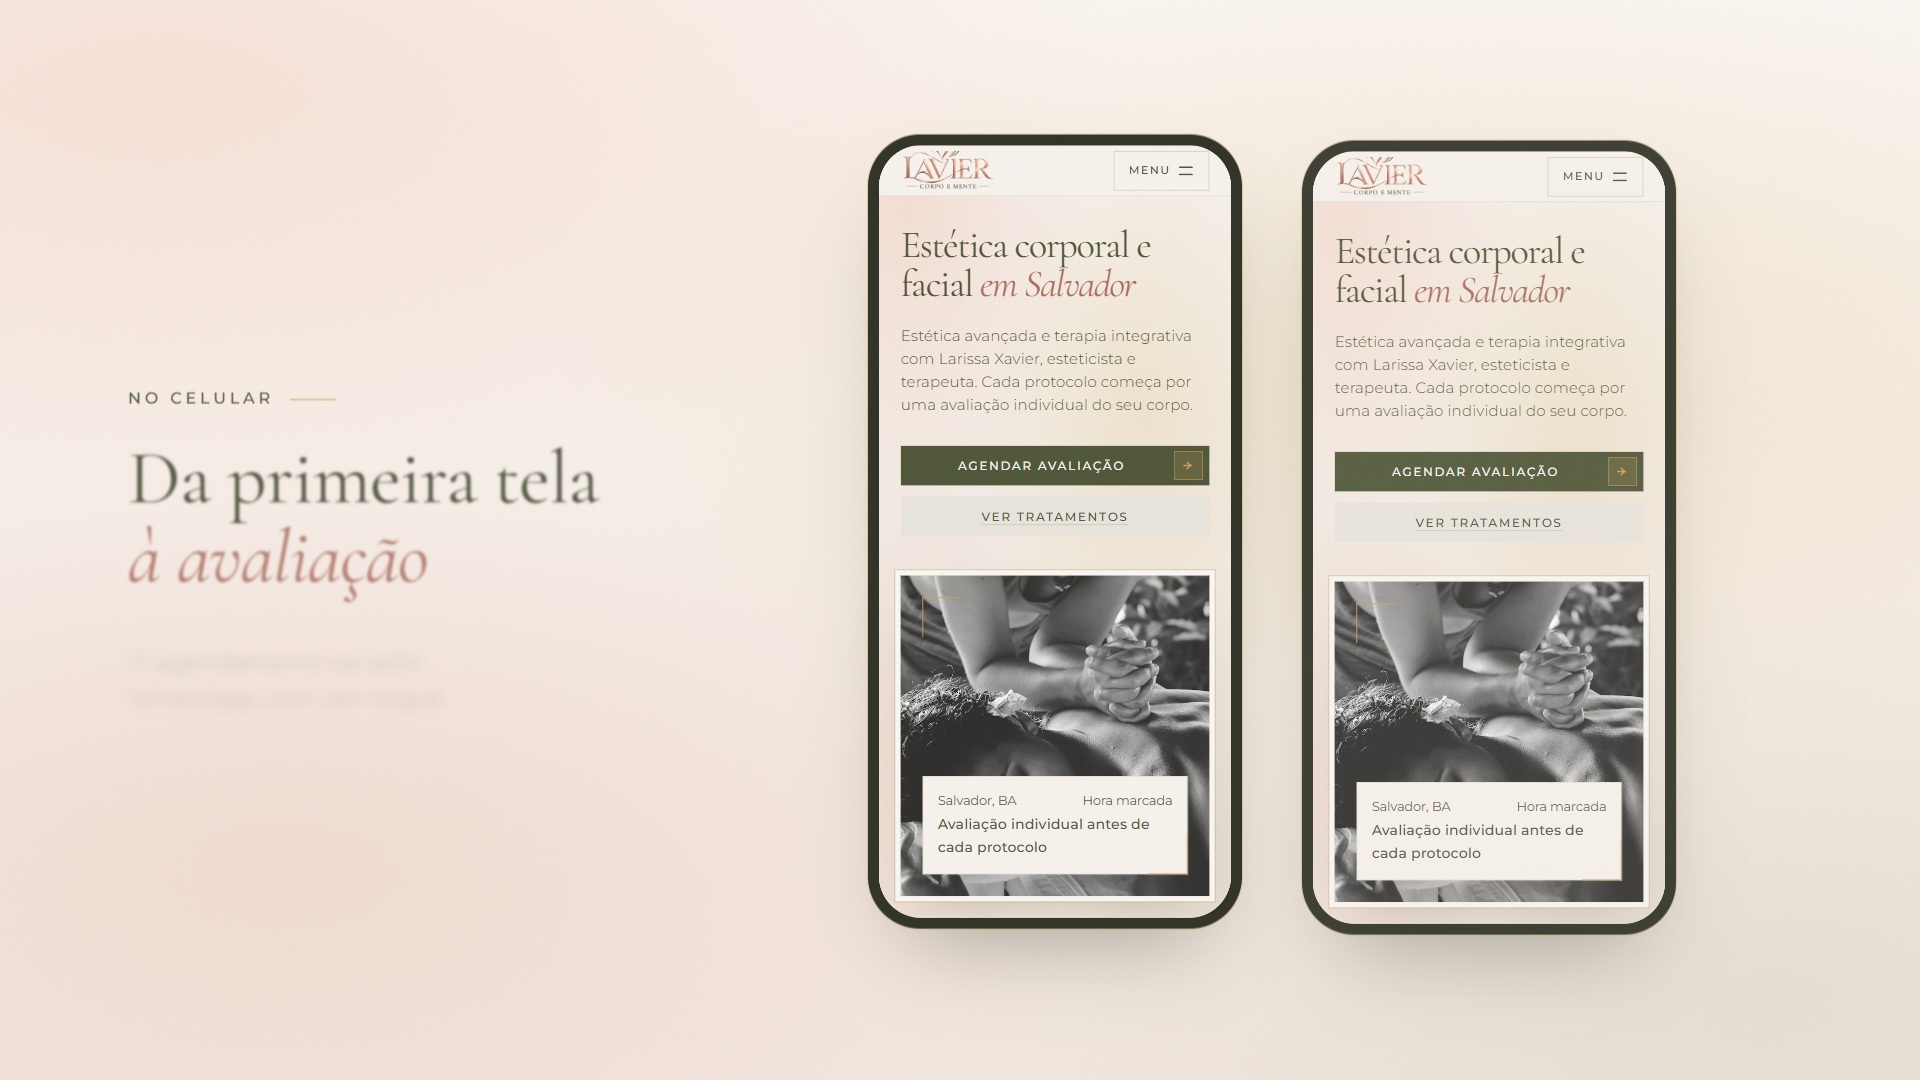 NO CELULAR
Da primeira tela
à avaliação
LAVIER
CORPO E MENTE
MENU
Estética corporal e
facial em Salvador
Estética avançada e terapia integrativa
com Larissa Xavier, esteticista e
terapeuta. Cada protocolo começa por
uma avaliação individual do seu corpo.
AGENDAR AVALIAÇÃO
VER TRATAMENTOS
Salvador, BA Hora marcada
Avaliação individual antes de
cada protocolo
LAVIER
CORPO E MENTE
MENU
Estética corporal e
facial em Salvador
Estética avançada e terapia integrativa
com Larissa Xavier, esteticista e
terapeuta. Cada protocolo começa por
uma avaliação individual do seu corpo.
AGENDAR AVALIAÇÃO
VER TRATAMENTOS
Salvador, BA Hora marcada
Avaliação individual antes de
cada protocolo